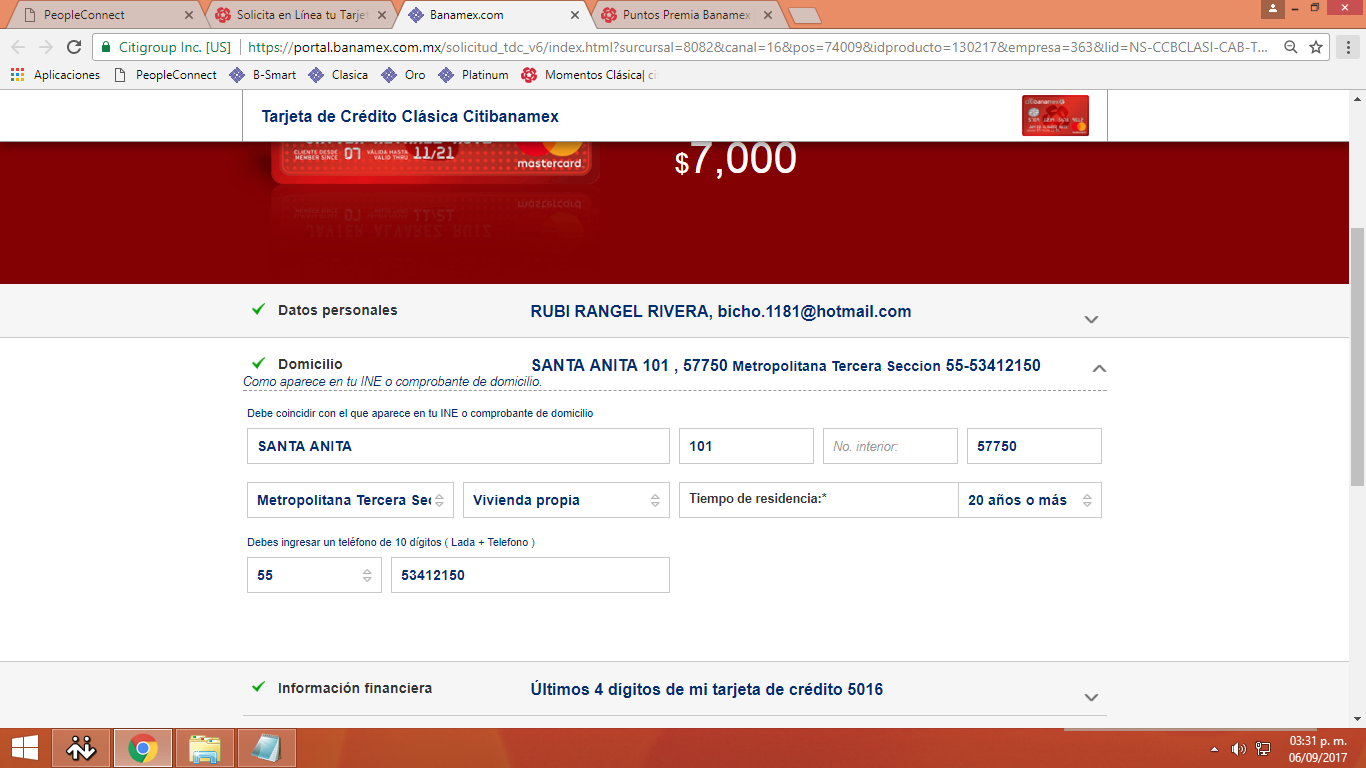 PeopleConnect
Solicita en Línea tu Tarje
Banamex.com
Puntos Premia Banamex
Citigroup Inc. [US]
https://portal.banamex.com.mx/solicitud_tdc_v6/index.html?surcursal=8082&canal=16&pos=74009&idproducto=130217&empresa=363&lid=NS-CCBCLASI-CAB-T...
Aplicaciones PeopleConnect B-Smart Clasica Oro Platinum Momentos Clásica| ci
Tarjeta de Crédito Clásica Citibanamex
CLIENTE DESDE
MEMBER SINCE
07
VÁLIDA HASTA
VALID THRU
11/21
mastercard
$7,000
Datos personales
RUBI RANGEL RIVERA, bicho.1181@hotmail.com
Domicilio
SANTA ANITA 101 , 57750 Metropolitana Tercera Seccion 55-53412150
Como aparece en tu INE o comprobante de domicilio.
Debe coincidir con el que aparece en tu INE o comprobante de domicilio
SANTA ANITA
101
No. interior:
57750
Metropolitana Tercera Sec
Vivienda propia
Tiempo de residencia:*
20 años o más
Debes ingresar un teléfono de 10 dígitos ( Lada + Telefono )
55
53412150
Información financiera
Últimos 4 dígitos de mi tarjeta de crédito 5016
03:31 p. m.
06/09/2017